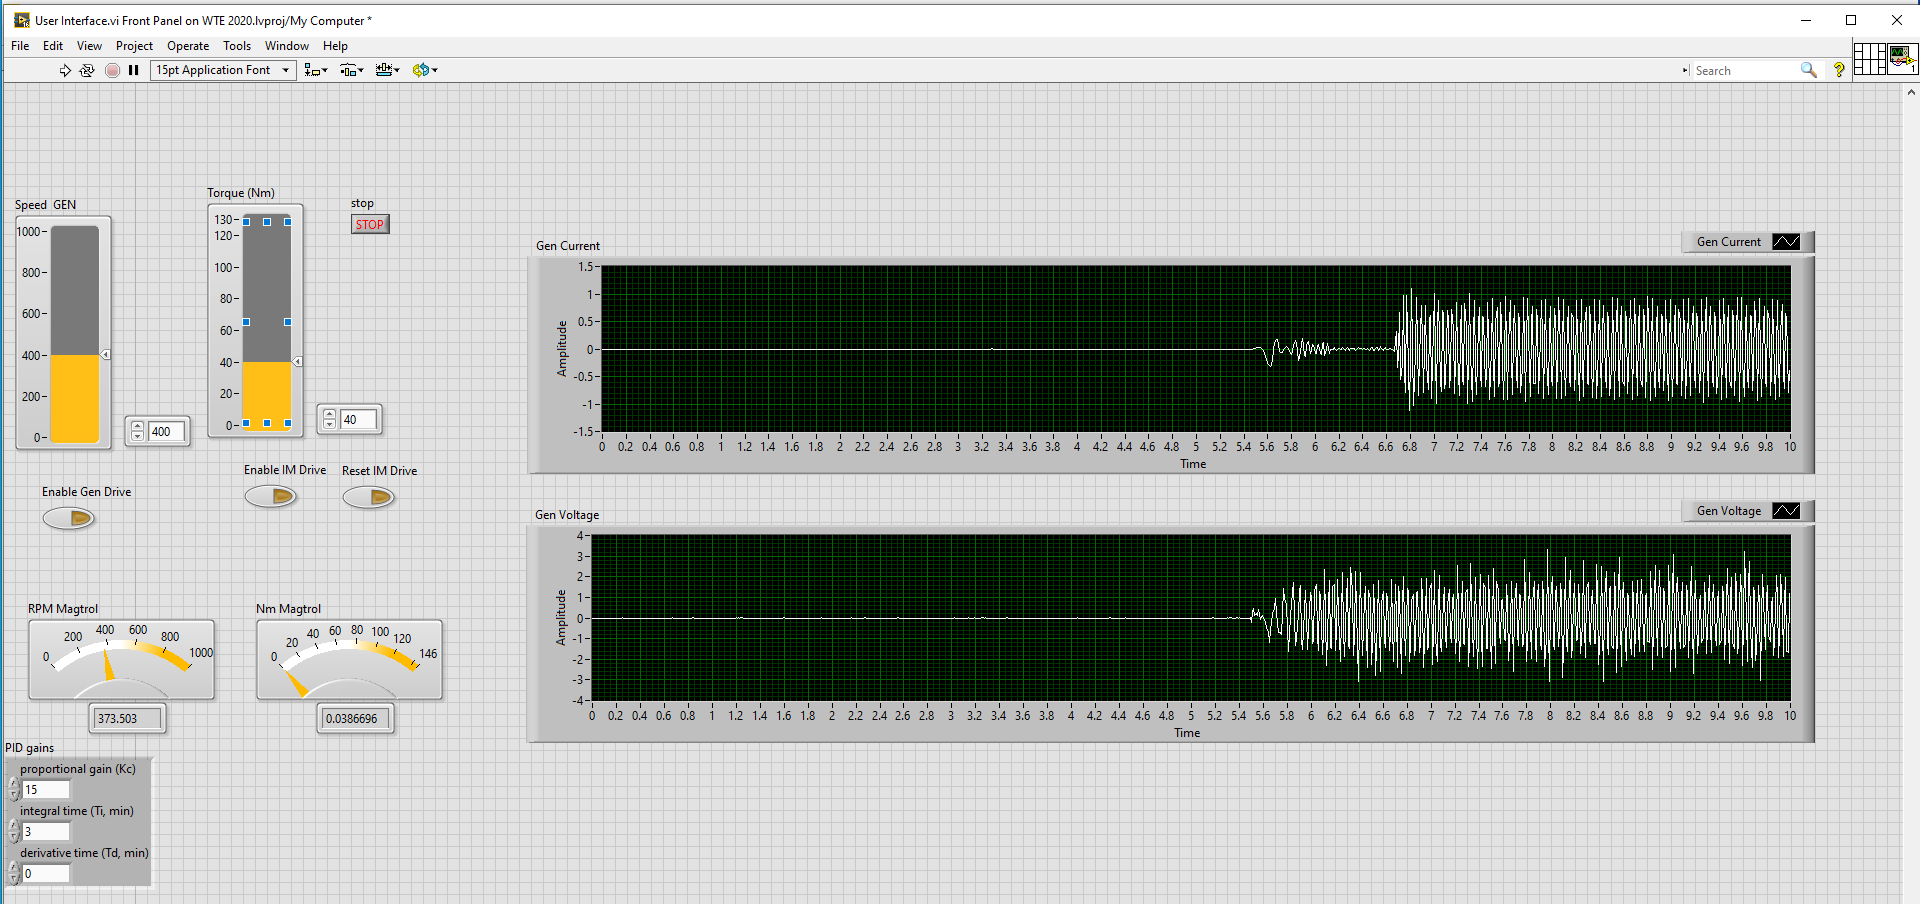 User Interface.vi Front Panel on WTE 2020.lvproj/My Computer *
File Edit View Project Operate Tools Window Help
15pt Application Font
Search
1
Speed GEN
1000
800
600
400
200
0
400
Torque (Nm)
130
120
100
80
60
40
20
0
40
stop
STOP
Enable IM Drive
Reset IM Drive
Enable Gen Drive
RPM Magtrol
0 200 400 600 800 1000
373.503
Nm Magtrol
0 20 40 60 80 100 120 146
0.0386696
PID gains
proportional gain (Kc)
15
integral time (Ti, min)
3
derivative time (Td, min)
0
Gen Current
Gen Current
Amplitude
1.5
1
0.5
0
-0.5
-1
-1.5
0 0.2 0.4 0.6 0.8 1 1.2 1.4 1.6 1.8 2 2.2 2.4 2.6 2.8 3 3.2 3.4 3.6 3.8 4 4.2 4.4 4.6 4.8 5 5.2 5.4 5.6 5.8 6 6.2 6.4 6.6 6.8 7 7.2 7.4 7.6 7.8 8 8.2 8.4 8.6 8.8 9 9.2 9.4 9.6 9.8 10
Time
Gen Voltage
Gen Voltage
Amplitude
4
3
2
1
0
-1
-2
-3
-4
0 0.2 0.4 0.6 0.8 1 1.2 1.4 1.6 1.8 2 2.2 2.4 2.6 2.8 3 3.2 3.4 3.6 3.8 4 4.2 4.4 4.6 4.8 5 5.2 5.4 5.6 5.8 6 6.2 6.4 6.6 6.8 7 7.2 7.4 7.6 7.8 8 8.2 8.4 8.6 8.8 9 9.2 9.4 9.6 9.8 10
Time